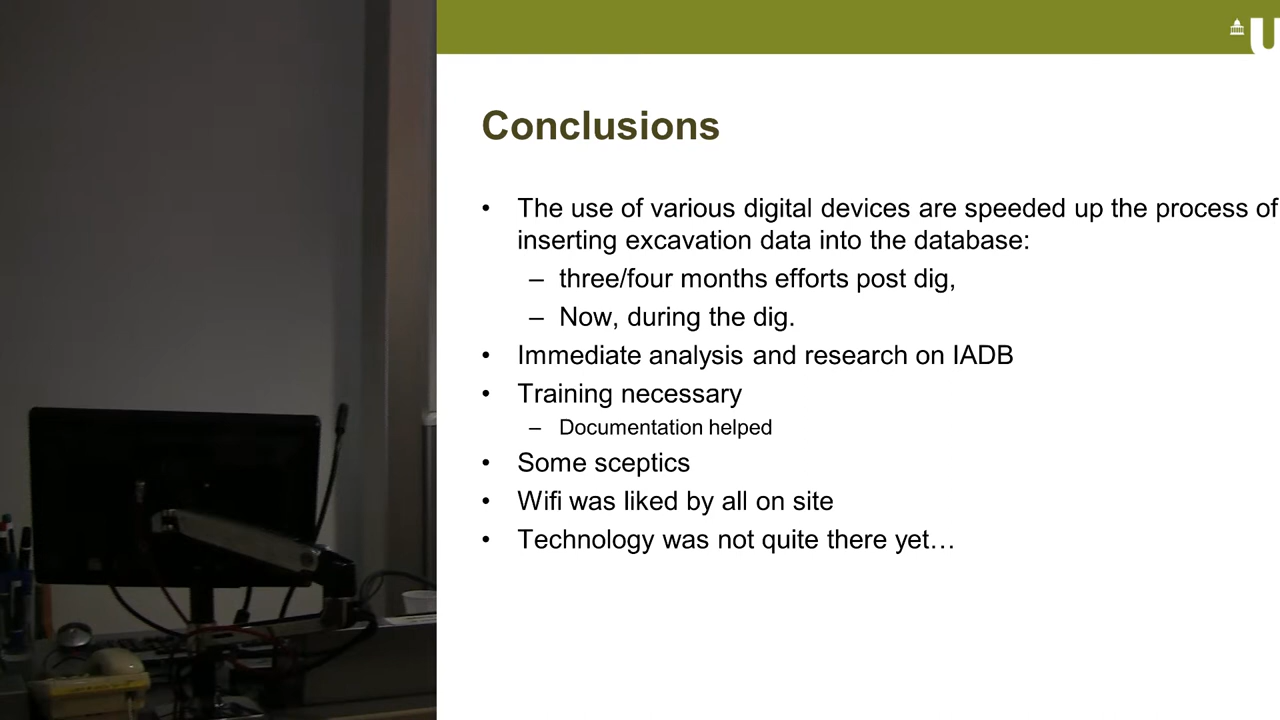 U
Conclusions
• The use of various digital devices are speeded up the process of
inserting excavation data into the database:
– three/four months efforts post dig,
– Now, during the dig.
• Immediate analysis and research on IADB
• Training necessary
– Documentation helped
• Some sceptics
• Wifi was liked by all on site
• Technology was not quite there yet…